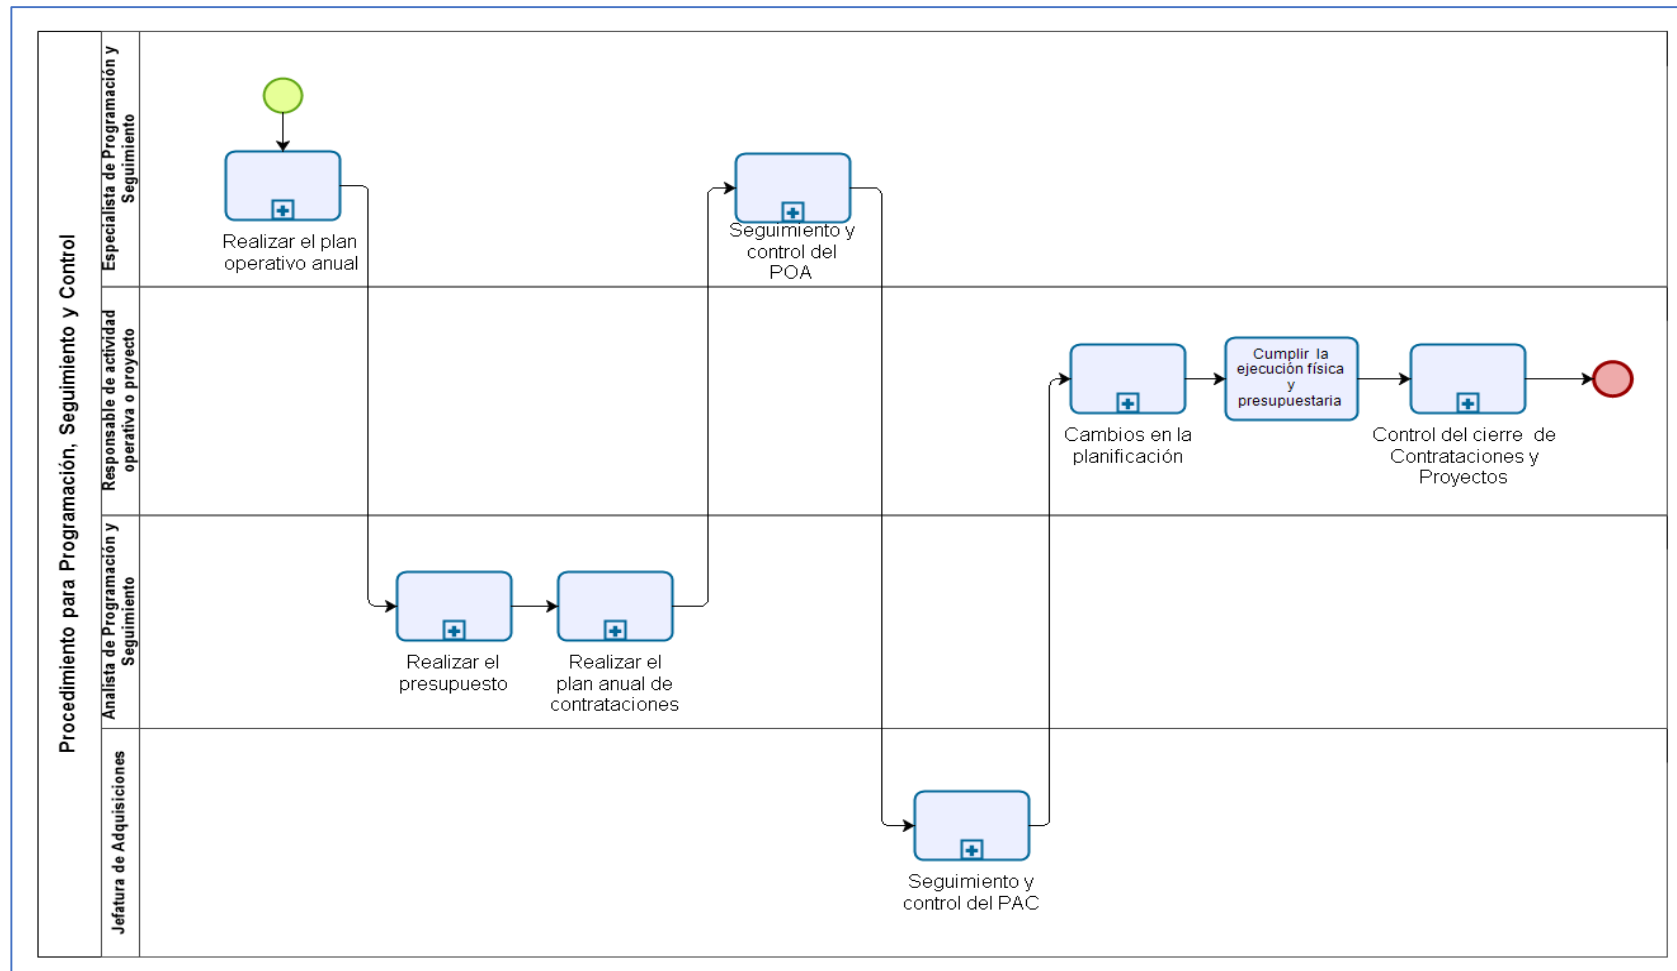 Procedimiento para Programación, Seguimiento y Control
Especialista de Programación y
Seguimiento
Realizar el plan
operativo anual
Seguimiento y
control del
POA
Responsable de actividad
operativa o proyecto
Cambios en la
planificación
Cumplir la
ejecución física
y
presupuestaria
Control del cierre de
Contrataciones y
Proyectos
Analista de Programación y
Seguimiento
Realizar el
presupuesto
Realizar el
plan anual de
contrataciones
Jefatura de Adquisiciones
Seguimiento y
control del PAC